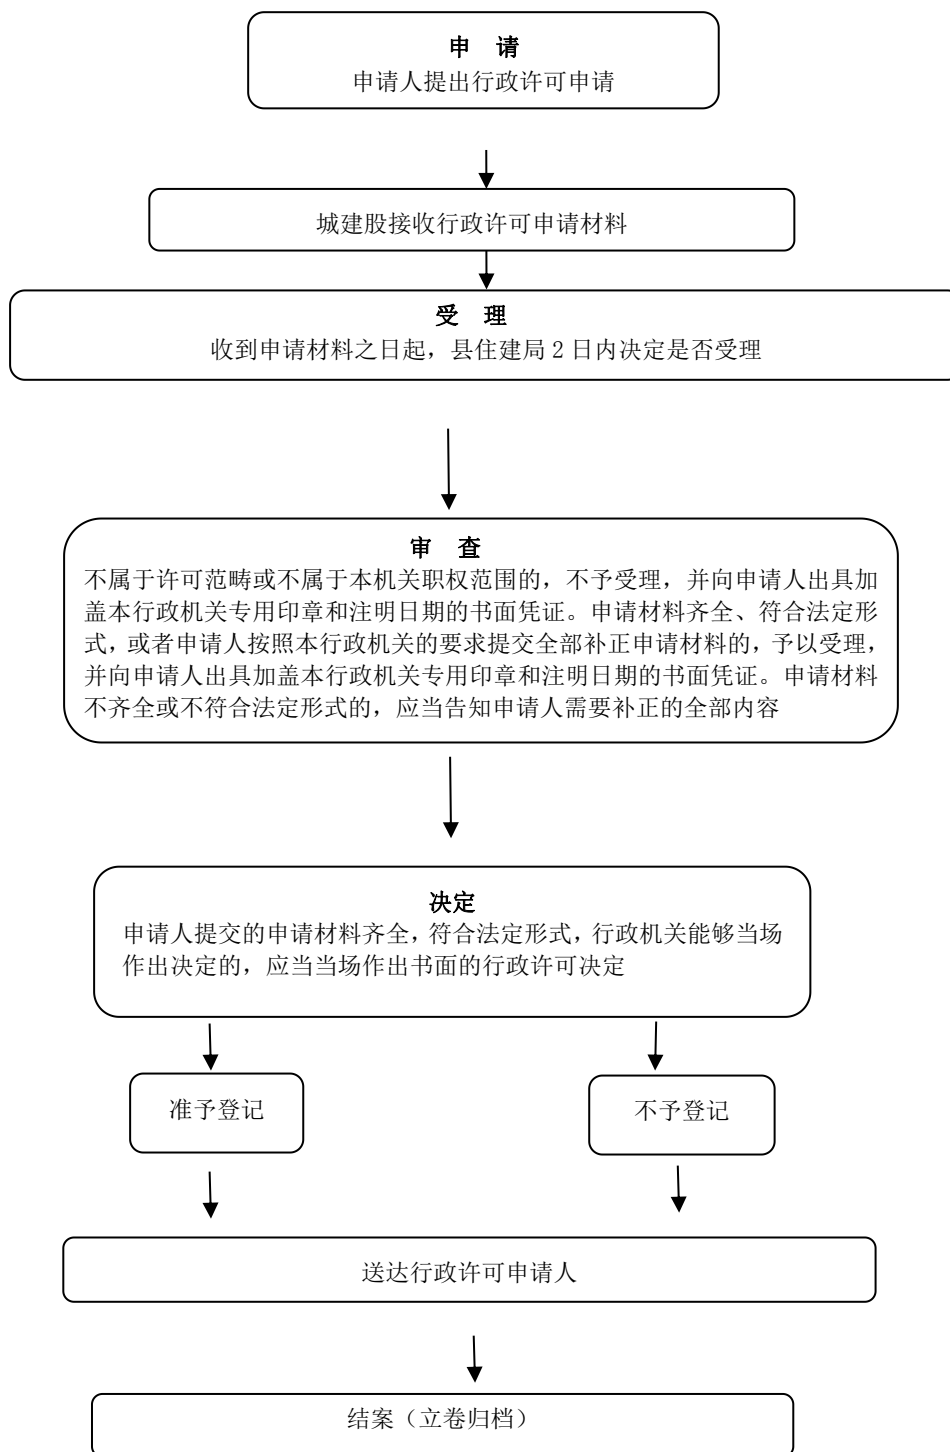 申 请
申请人提出行政许可申请
城建股接收行政许可申请材料
受 理
收到申请材料之日起，县住建局 2 日内决定是否受理
审 查
不属于许可范畴或不属于本机关职权范围的，不予受理，并向申请人出具加
盖本行政机关专用印章和注明日期的书面凭证。申请材料齐全、符合法定形
式，或者申请人按照本行政机关的要求提交全部补正申请材料的，予以受理，
并向申请人出具加盖本行政机关专用印章和注明日期的书面凭证。申请材料
不齐全或不符合法定形式的，应当告知申请人需要补正的全部内容
决定
申请人提交的申请材料齐全，符合法定形式，行政机关能够当场
作出决定的，应当当场作出书面的行政许可决定
准予登记
不予登记
送达行政许可申请人
结案（立卷归档）